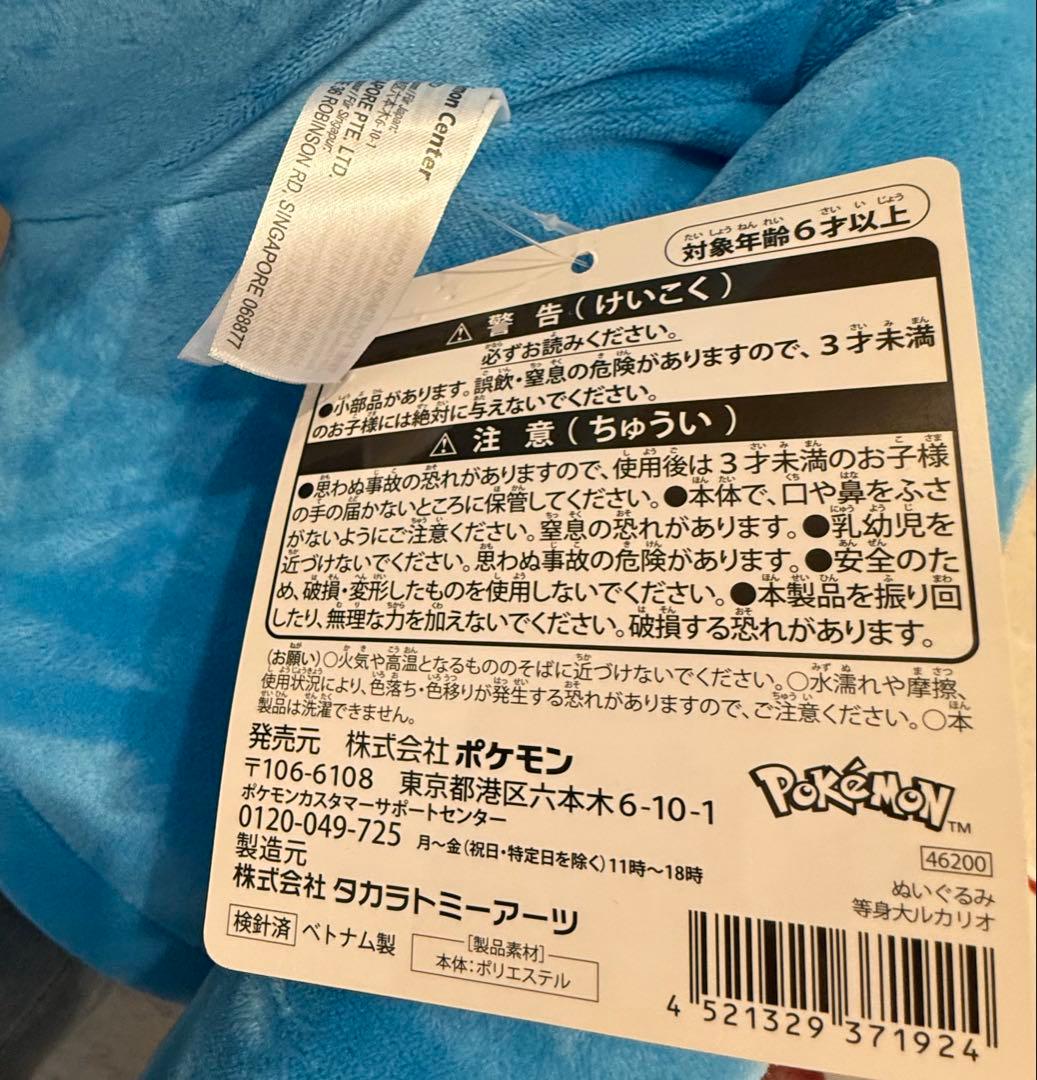 mon Center
For Japan:
六本木6-10-1
For Singapur:
PORE PTE. LTD.
36 ROBINSON RD, SINGAPORE 068877
対象年齢6才以上
⚠警告(けいこく)
必ずお読みください。
●小部品があります。誤飲・窒息の危険がありますので、3才未満
のお子様には絶対に与えないでください。
⚠注意(ちゅうい)
●思わぬ事故の恐れがありますので、使用後は3才未満のお子様
の手の届かないところに保管してください。●本体で、口や鼻をふさ
がないようにご注意ください。窒息の恐れがあります。●乳幼児を
近づけないでください。思わぬ事故の危険があります。●安全のた
め、破損・変形したものを使用しないでください。●本製品を振り回
したり、無理な力を加えないでください。破損する恐れがあります。
(お願い)○火気や高温となるもののそばに近づけないでください。○水濡れや摩擦、
使用状況により、色落ち・色移りが発生する恐れがありますので、ご注意ください。○本
製品は洗濯できません。
発売元 株式会社ポケモン
〒106-6108 東京都港区六本木6-10-1
ポケモンカスタマーサポートセンター
0120-049-725 月～金(祝日・特定日を除く)11時～18時
製造元
株式会社タカラトミーアーツ
検針済 ベトナム製
[製品素材]
本体:ポリエステル
POKéMON™
46200
ぬいぐるみ
等身大ルカリオ
4 521329 371924